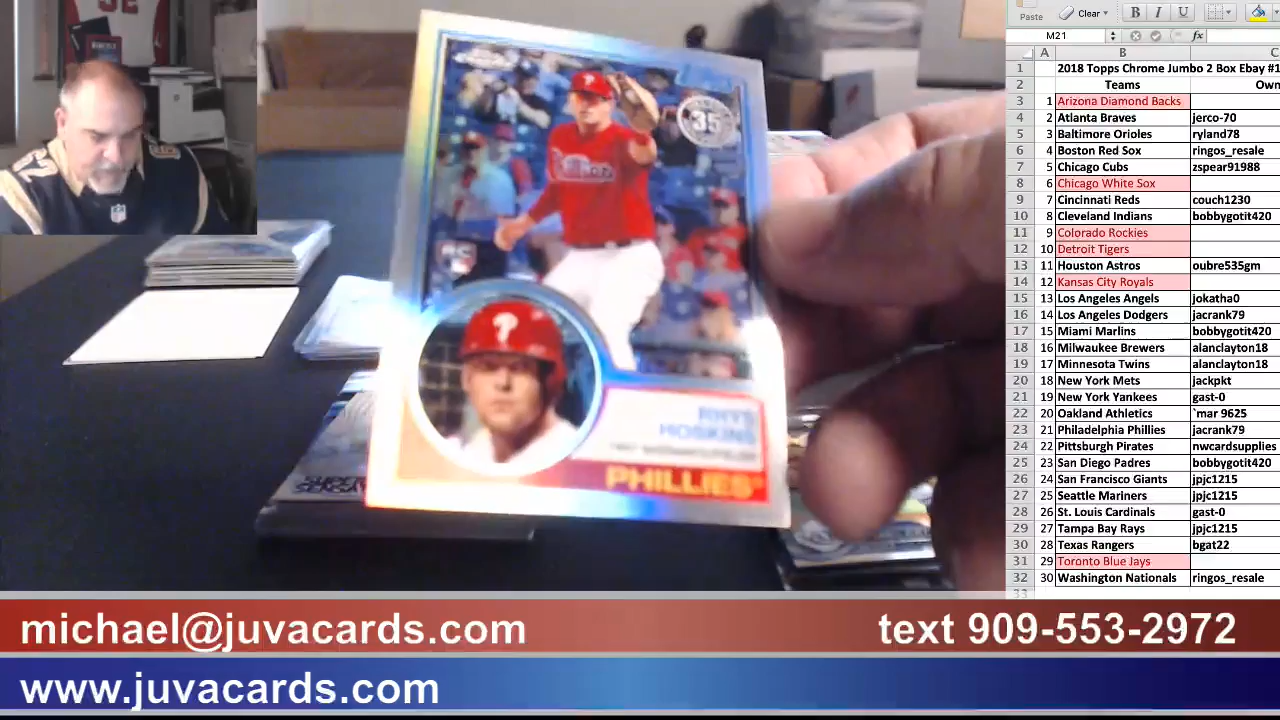 Paste
Clear
B I U
M21
fx
A B C
1 2018 Topps Chrome Jumbo 2 Box Ebay #1
2 Teams Own
3 1 Arizona Diamond Backs
4 2 Atlanta Braves jerco-70
5 3 Baltimore Orioles ryland78
6 4 Boston Red Sox ringos_resale
7 5 Chicago Cubs zspear91988
8 6 Chicago White Sox
9 7 Cincinnati Reds couch1230
10 8 Cleveland Indians bobbygotit420
11 9 Colorado Rockies
12 10 Detroit Tigers
13 11 Houston Astros oubre535gm
14 12 Kansas City Royals
15 13 Los Angeles Angels jokatha0
16 14 Los Angeles Dodgers jacrank79
17 15 Miami Marlins bobbygotit420
18 16 Milwaukee Brewers alanclayton18
19 17 Minnesota Twins alanclayton18
20 18 New York Mets jackpkt
21 19 New York Yankees gast-0
22 20 Oakland Athletics `mar 9625
23 21 Philadelphia Phillies jacrank79
24 22 Pittsburgh Pirates nwcardsupplies
25 23 San Diego Padres bobbygotit420
26 24 San Francisco Giants jpjc1215
27 25 Seattle Mariners jpjc1215
28 26 St. Louis Cardinals gast-0
29 27 Tampa Bay Rays jpjc1215
30 28 Texas Rangers bgat22
31 29 Toronto Blue Jays
32 30 Washington Nationals ringos_resale
33
35
Phillies
RHYS
HOSKINS
PHILLIES
michael@juvacards.com
text 909-553-2972
www.juvacards.com